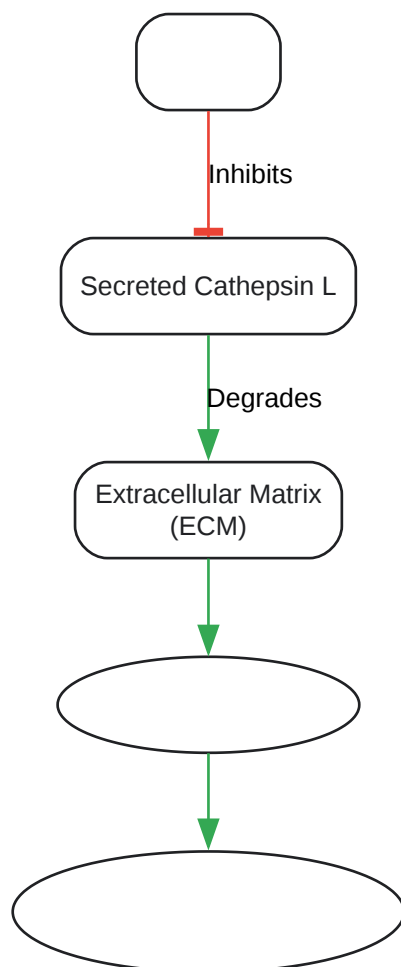 Inhibits
Secreted Cathepsin L
Degrades
Extracellular Matrix
(ECM)